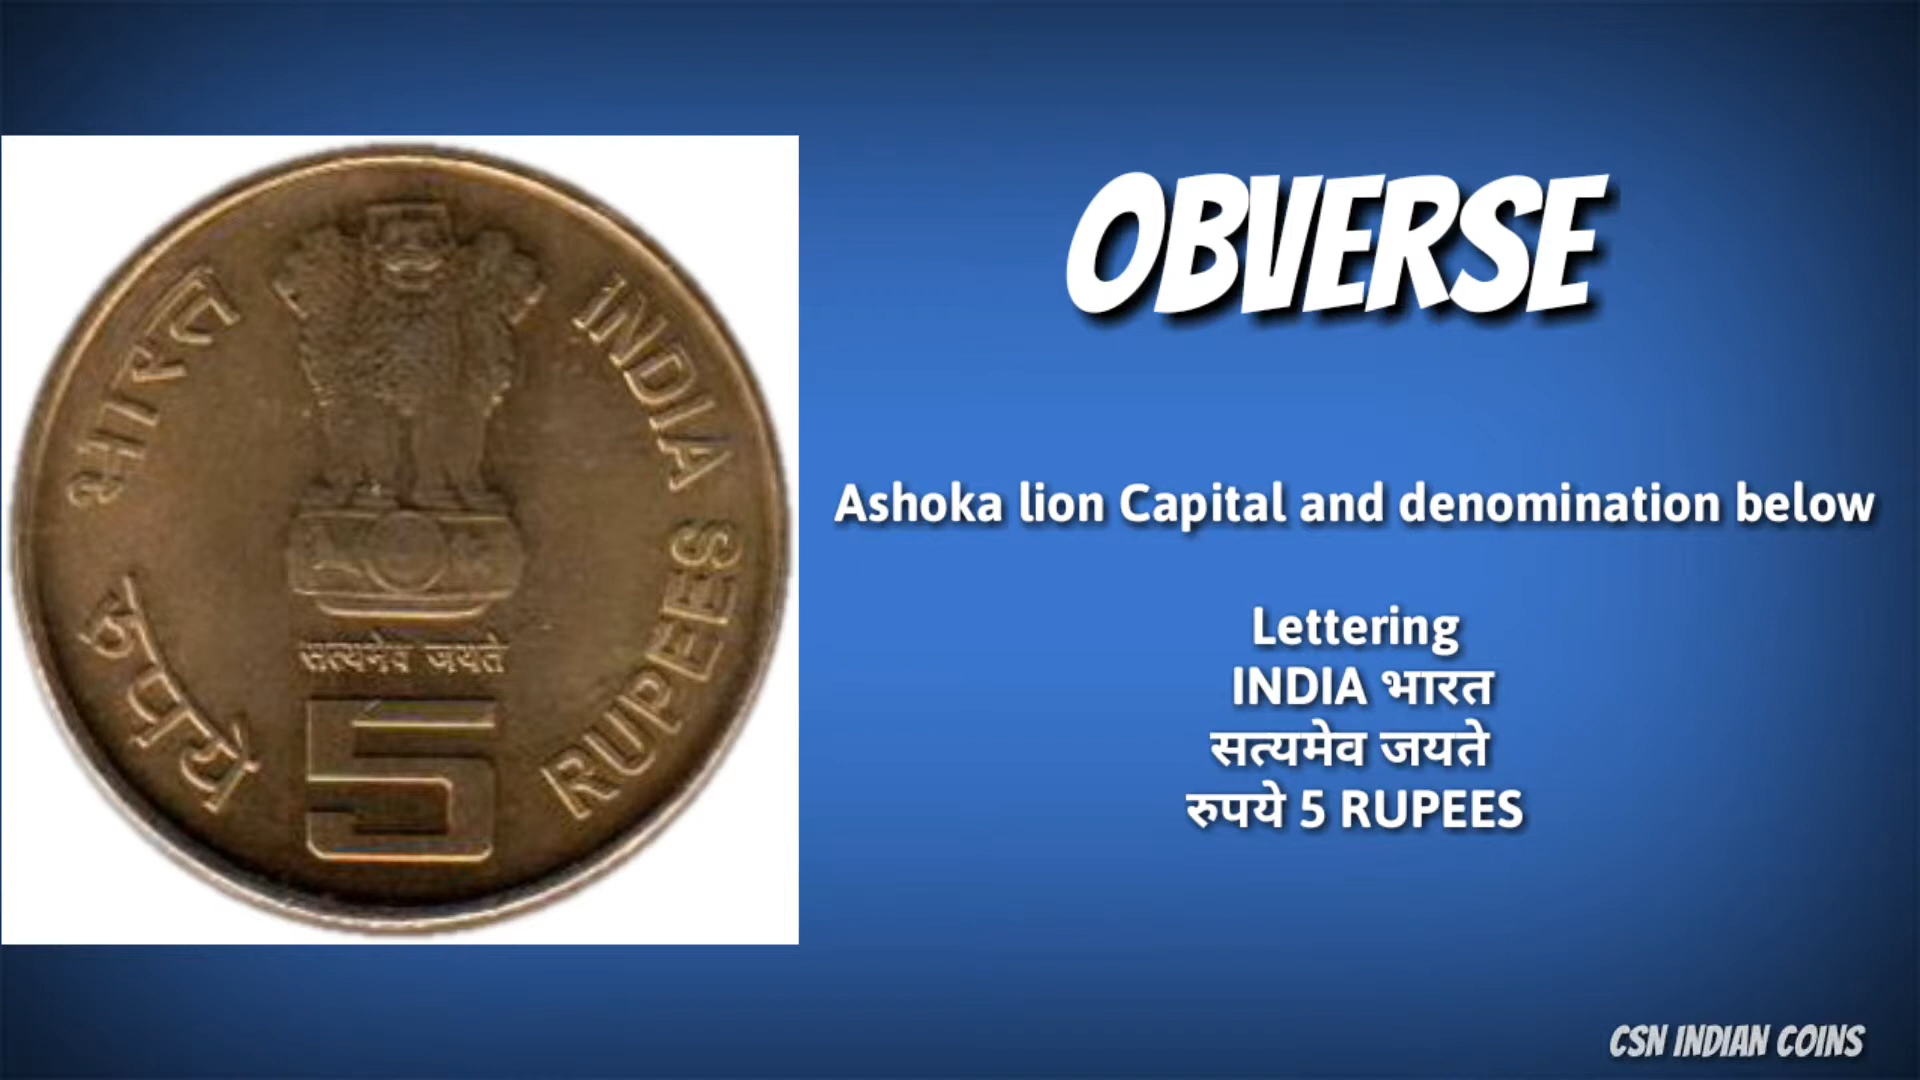 भारत
INDIA
रुपये
RUPEES
सत्यमेव जयते
5
OBVERSE
Ashoka lion Capital and denomination below
Lettering
INDIA भारत
सत्यमेव जयते
रुपये 5 RUPEES
CSN INDIAN COINS